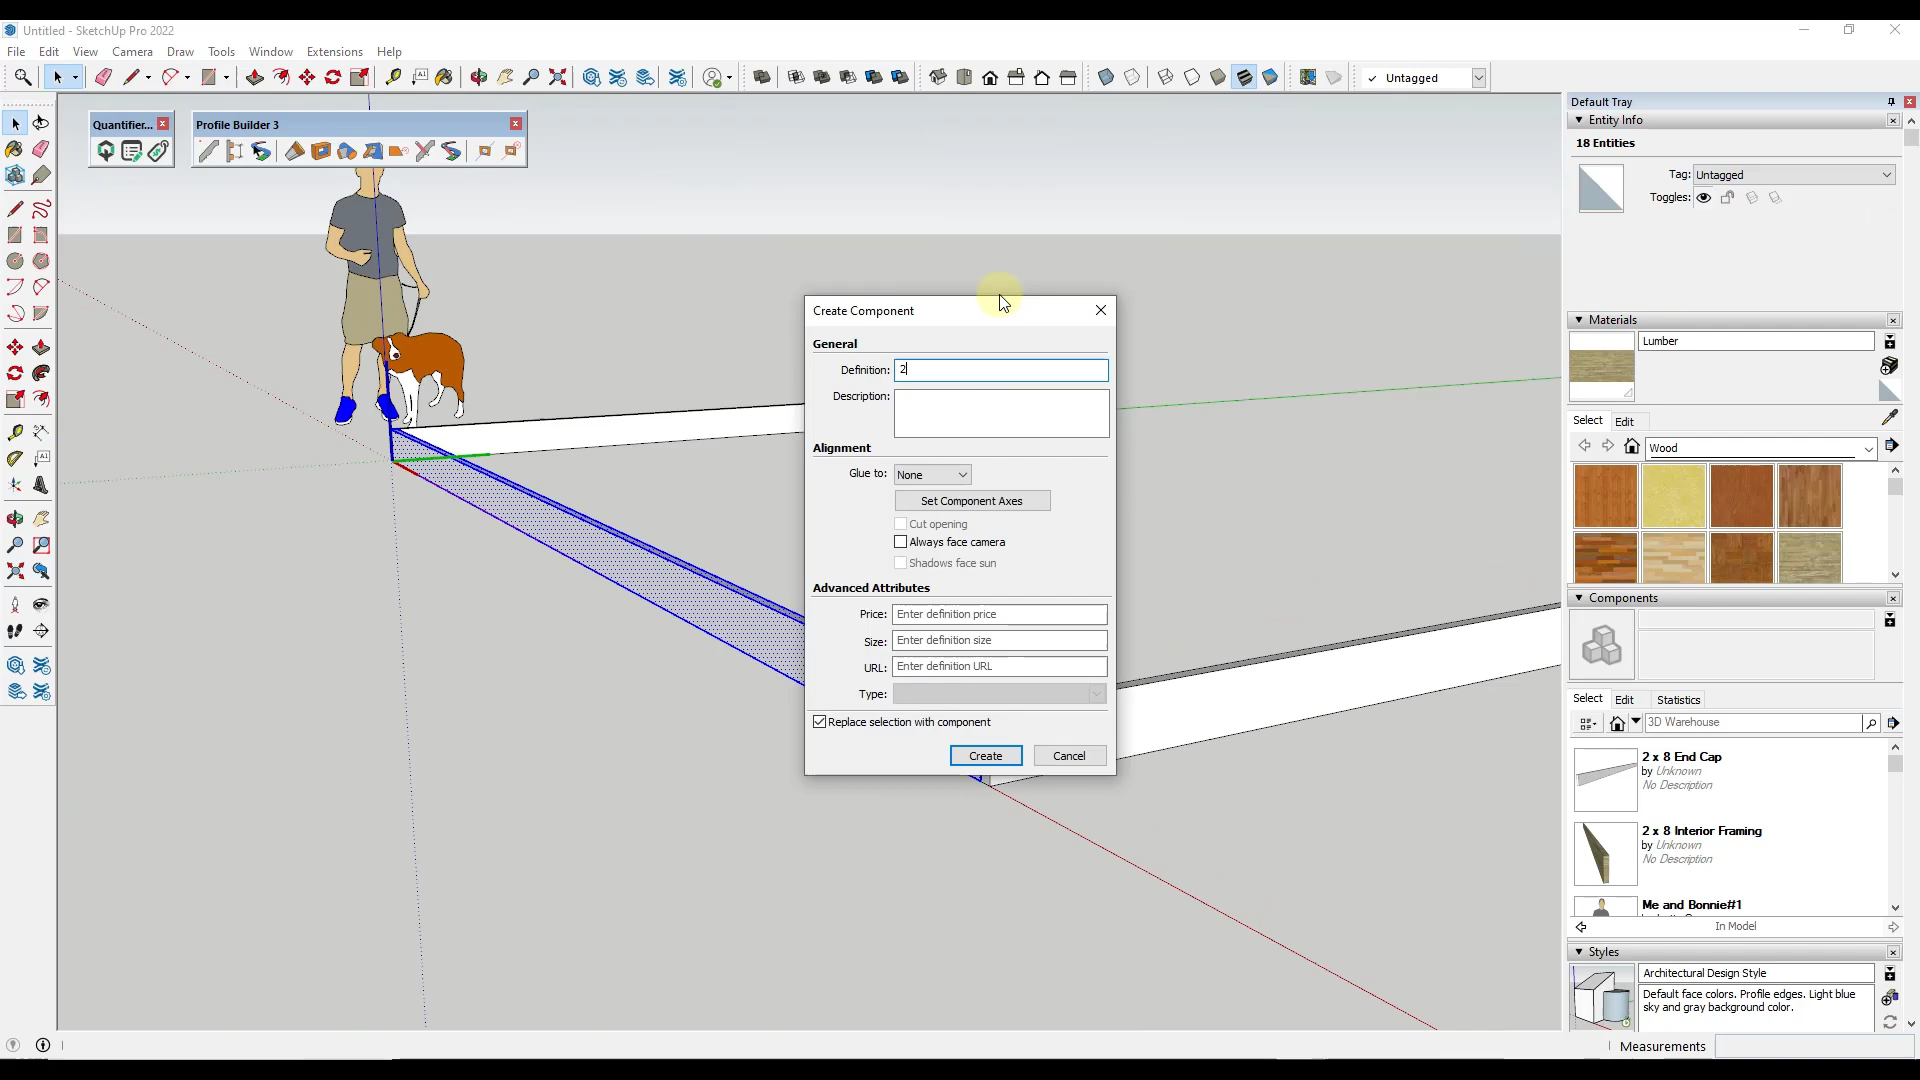 Untitled - SketchUp Pro 2022
File Edit View Camera Draw Tools Window Extensions Help
Untagged
Quantifier...
Profile Builder 3
Default Tray
Entity Info
18 Entities
Tag: Untagged
Toggles:
Materials
Lumber
Select Edit
Wood
Components
Select Edit Statistics
3D Warehouse
2 x 8 End Cap
by Unknown
No Description
2 x 8 Interior Framing
by Unknown
No Description
Me and Bonnie#1
In Model
Styles
Architectural Design Style
Default face colors. Profile edges. Light blue
sky and gray background color.
Create Component
General
Definition: 2
Description:
Alignment
Glue to: None
Set Component Axes
Cut opening
Always face camera
Shadows face sun
Advanced Attributes
Price: Enter definition price
Size: Enter definition size
URL: Enter definition URL
Type:
Replace selection with component
Create Cancel
Measurements